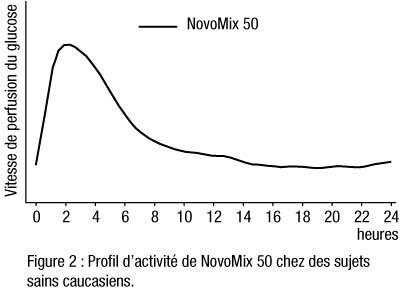 NovoMix 50
Vitesse de perfusion du glucose
0 2 4 6 8 10 12 14 16 18 20 22 24
heures
Figure 2 : Profil d'activité de NovoMix 50 chez des sujets
sains caucasiens.